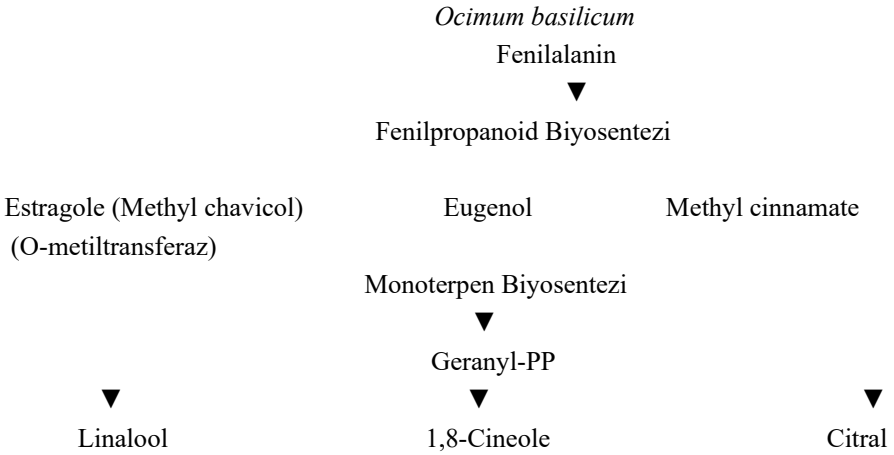 Ocimum basilicum
Fenilalanin
▼
Fenilpropanoid Biyosentezi
Estragole (Methyl chavicol) Eugenol Methyl cinnamate
(O-metiltransferaz)
Monoterpen Biyosentezi
▼
Geranyl-PP
▼ ▼ ▼
Linalool 1,8-Cineole Citral